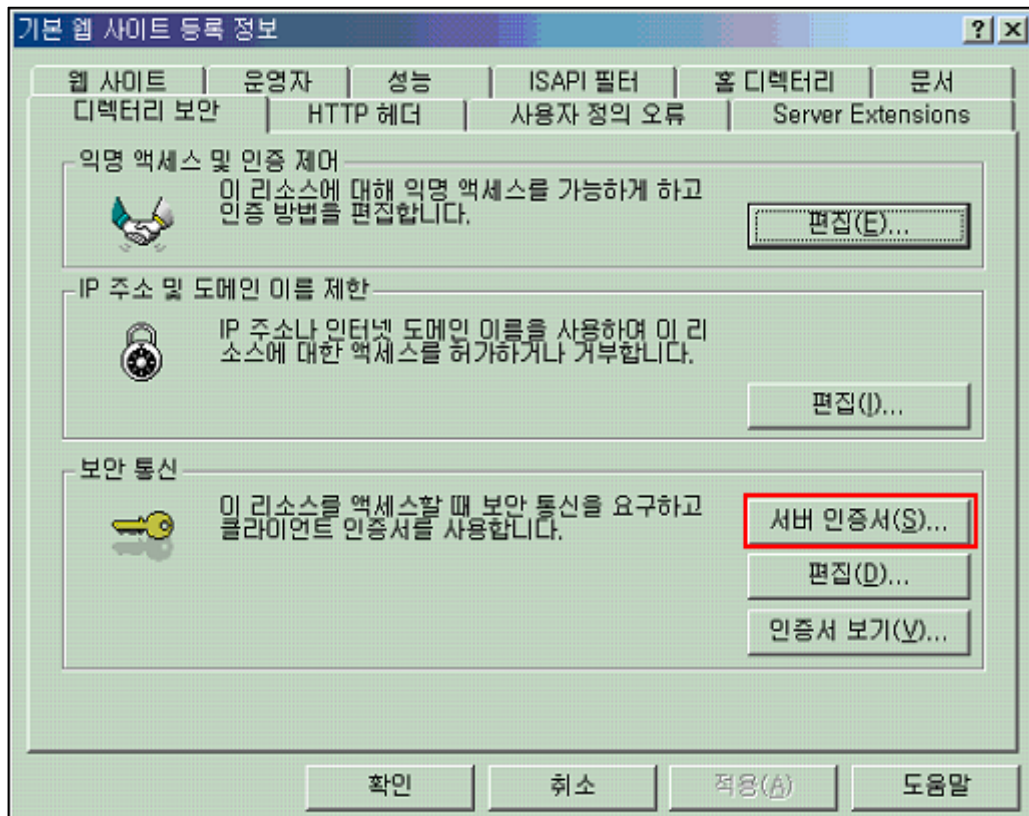 기본 웹 사이트 등록 정보
웹 사이트 운영자 성능 ISAPI 필터 홈 디렉터리 문서
디렉터리 보안 HTTP 헤더 사용자 정의 오류 Server Extensions
익명 액세스 및 인증 제어
이 리소스에 대해 익명 액세스를 가능하게 하고
인증 방법을 편집합니다.
편집(E)...
IP 주소 및 도메인 이름 제한
IP 주소나 인터넷 도메인 이름을 사용하며 이 리
소스에 대한 액세스를 허가하거나 거부합니다.
편집(I)...
보안 통신
이 리소스를 액세스할 때 보안 통신을 요구하고
클라이언트 인증서를 사용합니다.
서버 인증서(S)...
편집(D)...
인증서 보기(V)...
확인 취소 적용(A) 도움말